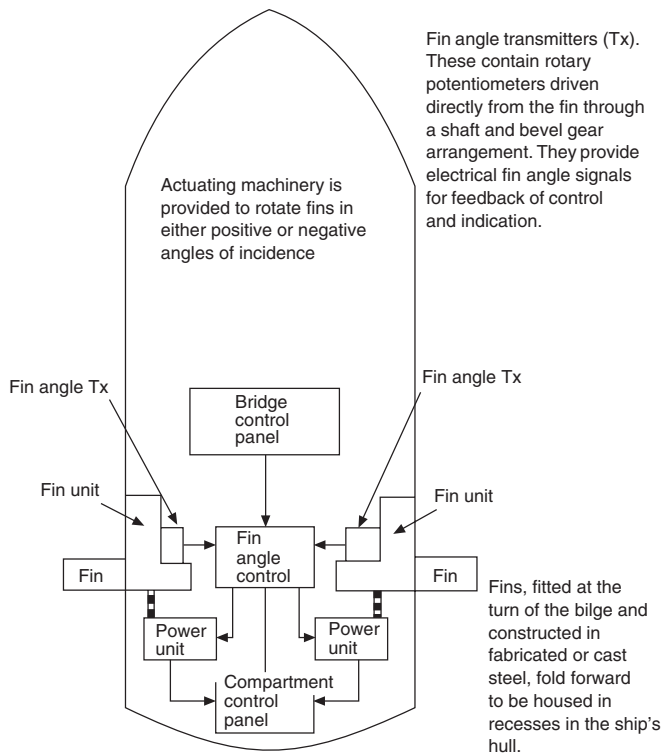 Fin angle transmitters (Tx).
These contain rotary
potentiometers driven
directly from the fin through
a shaft and bevel gear
arrangement. They provide
electrical fin angle signals
for feedback of control
and indication.
Actuating machinery is
provided to rotate fins in
either positive or negative
angles of incidence
Fin angle Tx
Bridge
control
panel
Fin angle Tx
Fin unit
Fin unit
Fin
Fin
angle
control
Fin
Power
unit
Power
unit
Compartment
control
panel
Fins, fitted at the
turn of the bilge and
constructed in
fabricated or cast
steel, fold forward
to be housed in
recesses in the ship's
hull.